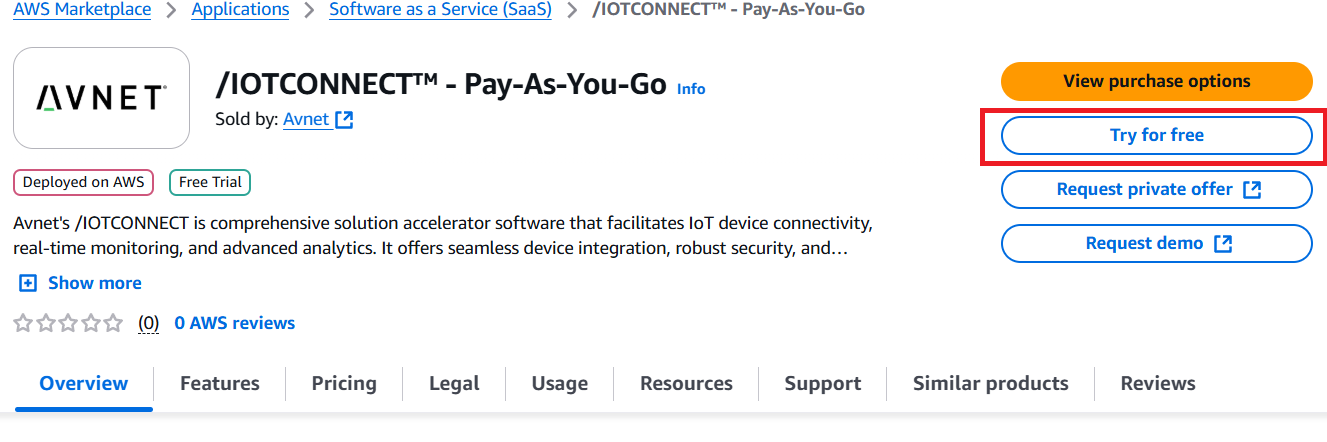 AWS Marketplace > Applications > Software as a Service (SaaS) > /IOTCONNECT™ - Pay-As-You-Go
AVNET®
/IOTCONNECT™ - Pay-As-You-Go Info
Sold by: Avnet
View purchase options
Try for free
Request private offer
Request demo
Deployed on AWS
Free Trial
Avnet's /IOTCONNECT is comprehensive solution accelerator software that facilitates IoT device connectivity,
real-time monitoring, and advanced analytics. It offers seamless device integration, robust security, and...
Show more
(0) 0 AWS reviews
Overview Features Pricing Legal Usage Resources Support Similar products Reviews